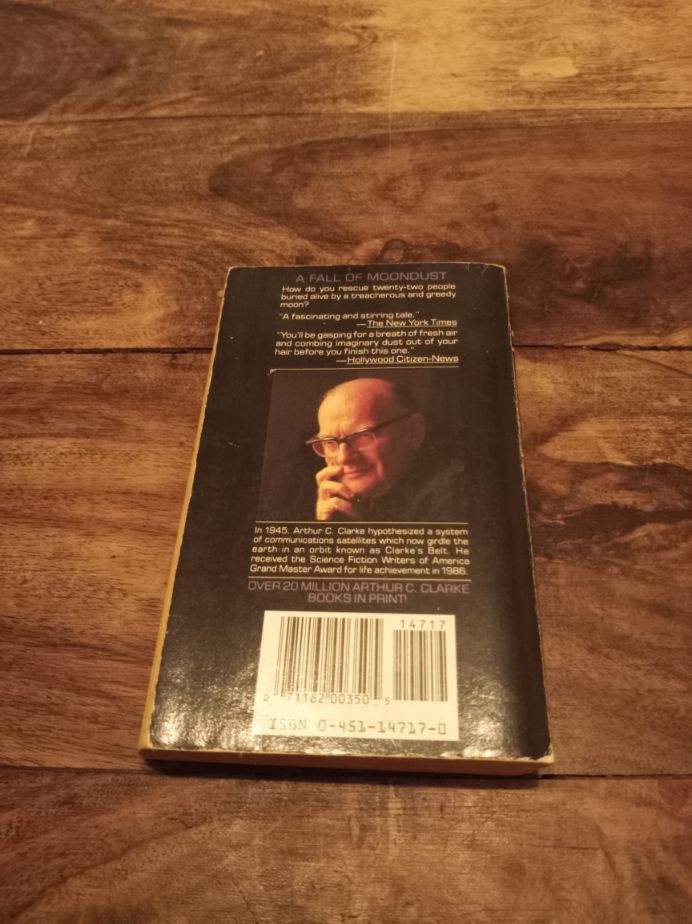 A FALL OF MOONDUST
How do you rescue twenty-two people
buried alive by a treacherous and greedy
moon?
"A fascinating and stirring tale."
—The New York Times
"You'll be gasping for a breath of fresh air
and combing imaginary dust out of your
hair before you finish this one."
—Hollywood Citizen-News
In 1945, Arthur C. Clarke hypothesized a system
of communications satellites which now girdle the
earth in an orbit known as Clarke's Belt. He
received the Science Fiction Writers of America
Grand Master Award for life achievement in 1986.
OVER 20 MILLION ARTHUR C. CLARKE
BOOKS IN PRINT!
14717
0 71162 00350 5
ISBN 0-451-14717-0